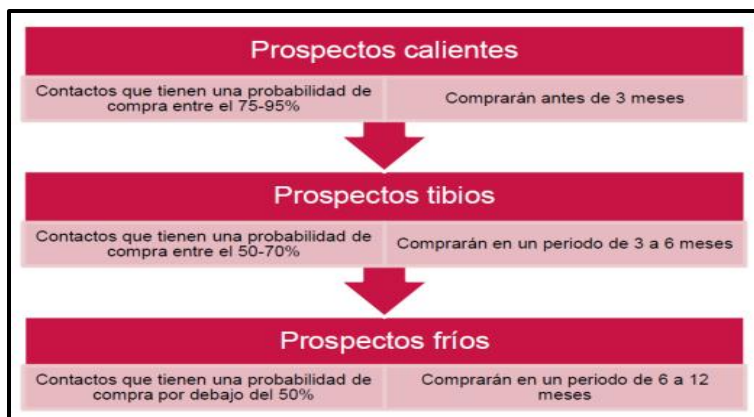 Prospectos calientes
Contactos que tienen una probabilidad de
compra entre el 75-95%
Comprarán antes de 3 meses
Prospectos tibios
Contactos que tienen una probabilidad de
compra entre el 50-70%
Comprarán en un periodo de 3 a 6 meses
Prospectos fríos
Contactos que tienen una probabilidad de
compra por debajo del 50%
Comprarán en un periodo de 6 a 12
meses